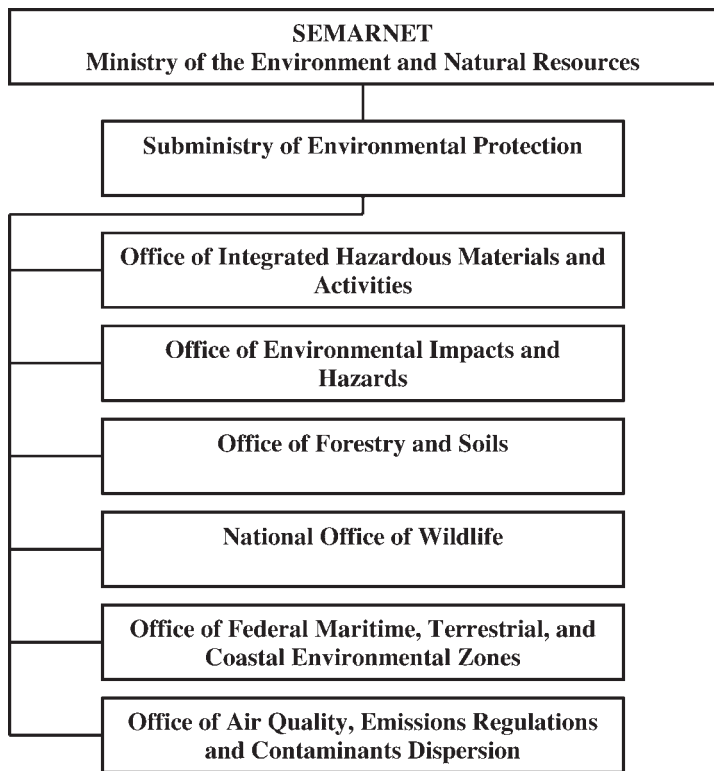 SEMARNET
Ministry of the Environment and Natural Resources
Subministry of Environmental Protection
Office of Integrated Hazardous Materials and
Activities
Office of Environmental Impacts and
Hazards
Office of Forestry and Soils
National Office of Wildlife
Office of Federal Maritime, Terrestrial, and
Coastal Environmental Zones
Office of Air Quality, Emissions Regulations
and Contaminants Dispersion